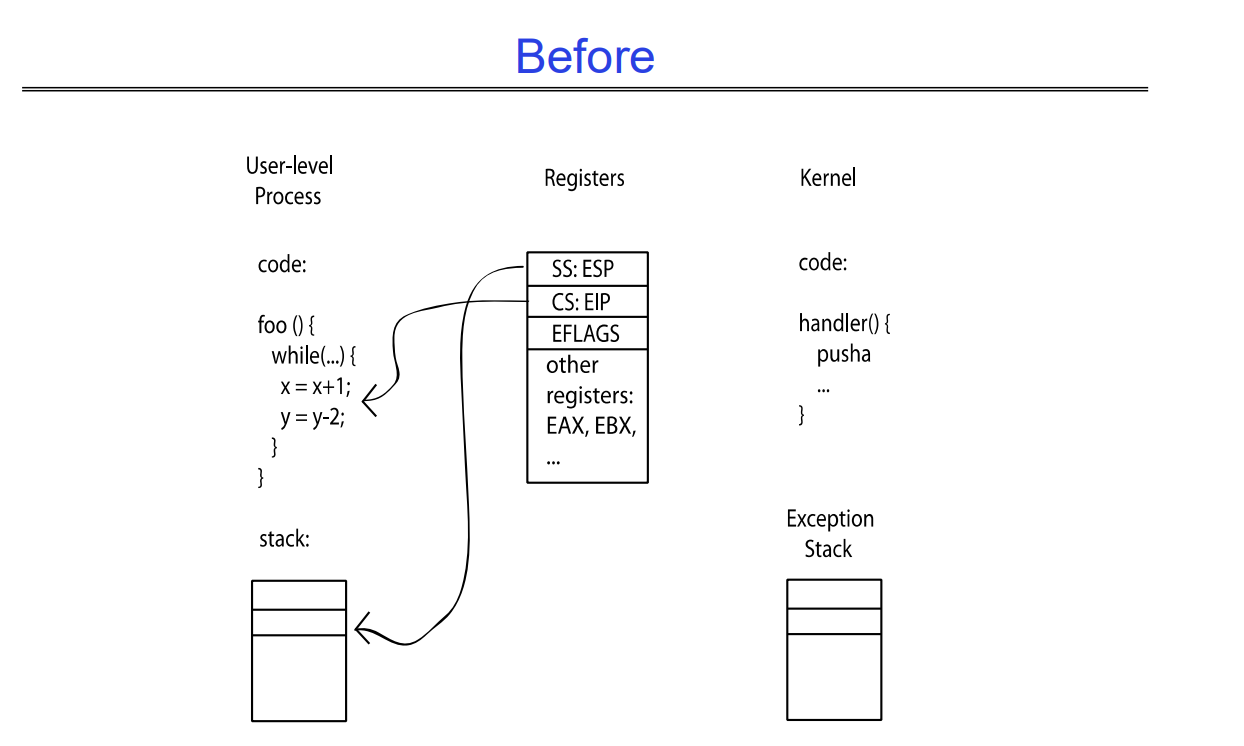 Before
User-level
Process
code:
foo () {
while(...) {
x = x+1;
y = y-2;
}
}
stack:
Registers
SS: ESP
CS: EIP
EFLAGS
other
registers:
EAX, EBX,
...
Kernel
code:
handler() {
pusha
...
}
Exception
Stack